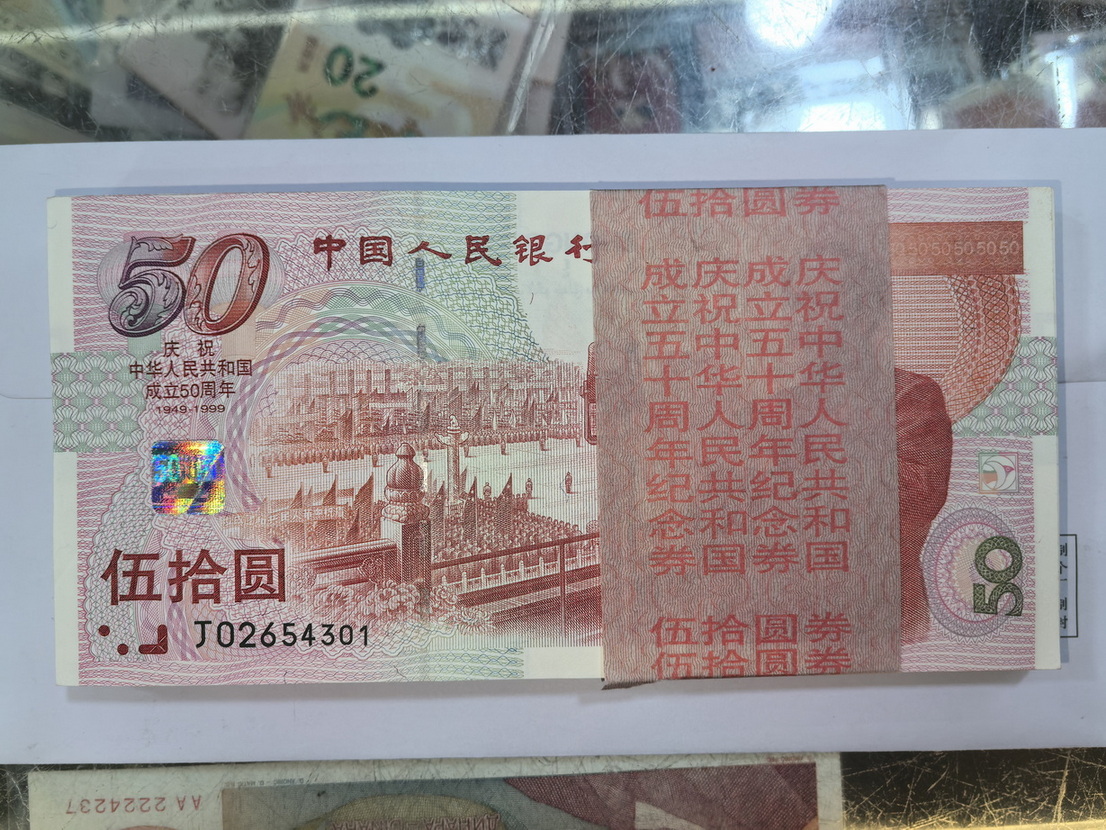 20
50
中国人民银行
庆祝
中华人民共和国
成立50周年
1949-1999
伍拾圆
J02654301
伍拾圆券
庆祝中华人民共和国
成立五十周年纪念券
庆祝中华人民共和国
成立五十周年纪念券
伍拾圆券
伍拾圆券
505050
50
AA 2224237